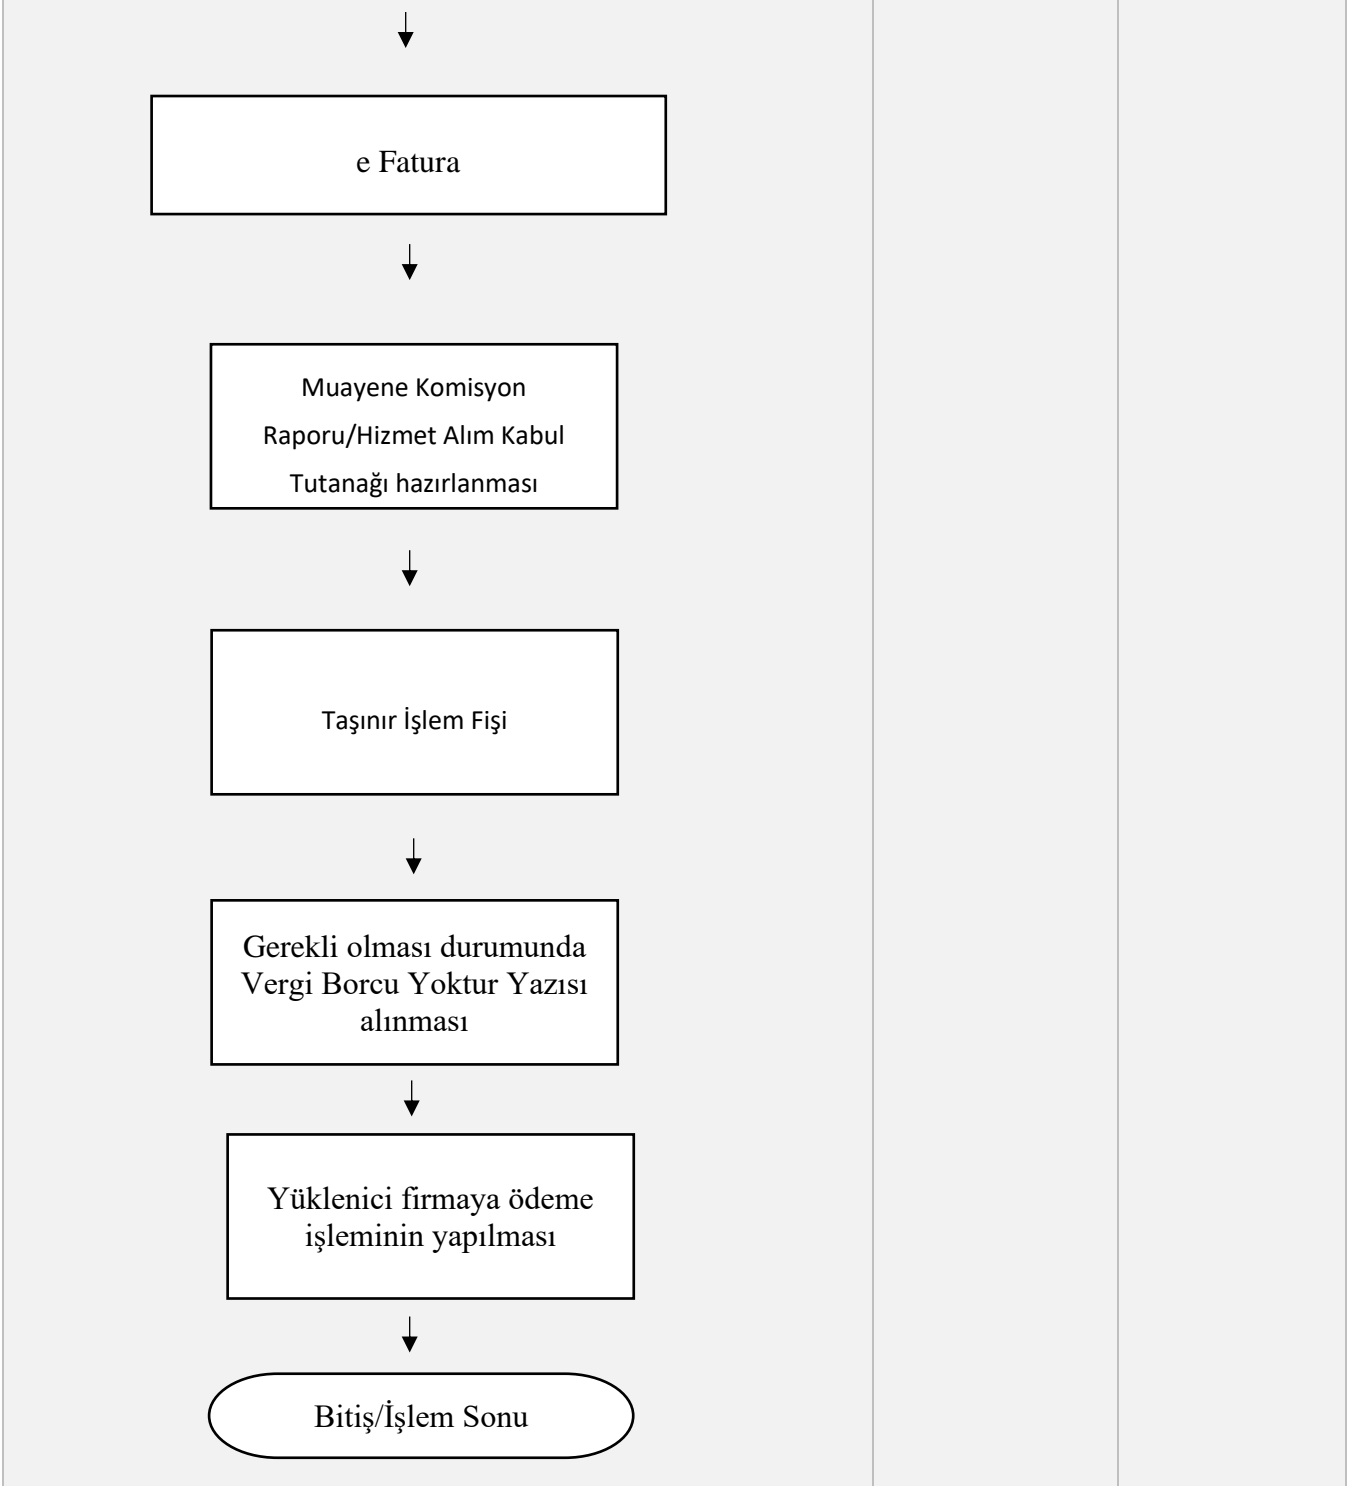 e Fatura
Muayene Komisyon
Raporu/Hizmet Alım Kabul
Tutanağı hazırlanması
Taşınır İşlem Fişi
Gerekli olması durumunda
Vergi Borcu Yoktur Yazısı
alınması
Yüklenici firmaya ödeme
işleminin yapılması
Bitiş/İşlem Sonu